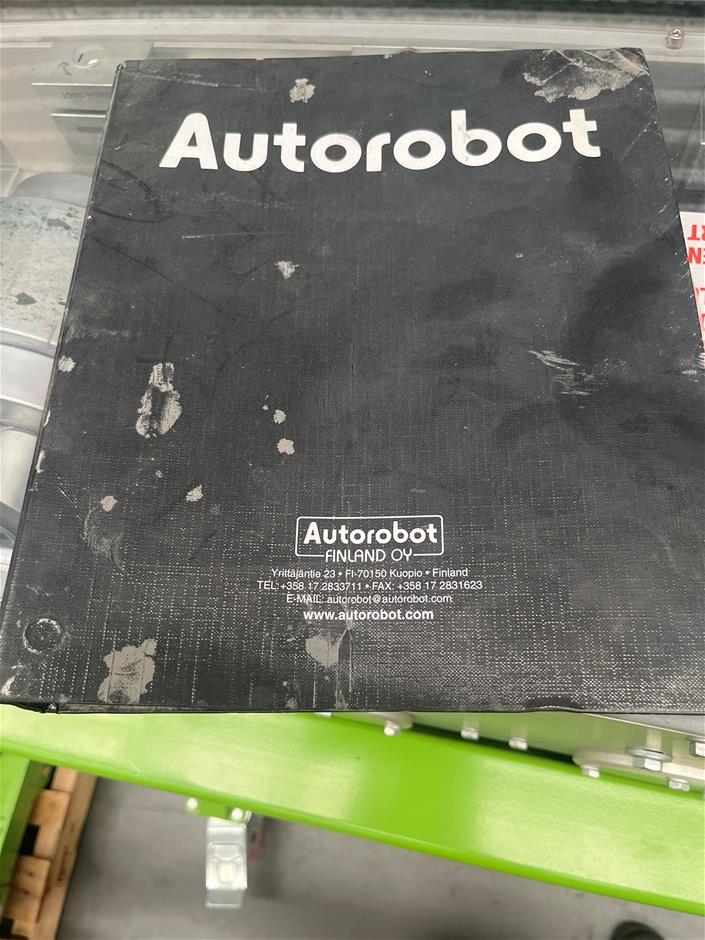 Autorobot
Autorobot
FINLAND OY
Yrittäjäntie 23 • FI-70150 Kuopio • Finland
TEL: +358 17 2833711 • FAX: +358 17 2831623
E-MAIL: autorobot@autorobot.com
www.autorobot.com